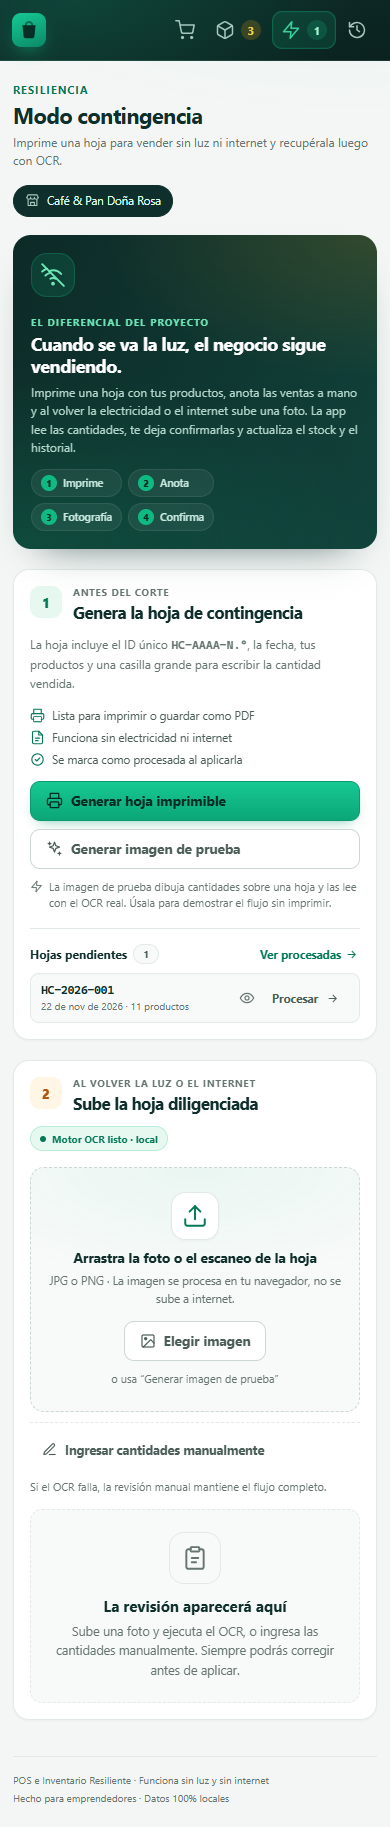 3
1
RESILIENCIA
Modo contingencia
Imprime una hoja para vender sin luz ni internet y recupérala luego
con OCR.
Café & Pan Doña Rosa
EL DIFERENCIAL DEL PROYECTO
Cuando se va la luz, el negocio sigue
vendiendo.
Imprime una hoja con tus productos, anota las ventas a mano
y al volver la electricidad o el internet sube una foto. La app
lee las cantidades, te deja confirmarlas y actualiza el stock y el
historial.
1 Imprime
2 Anota
3 Fotografía
4 Confirma
1
ANTES DEL CORTE
Genera la hoja de contingencia
La hoja incluye el ID único HC-AAAA-N.º, la fecha, tus
productos y una casilla grande para escribir la cantidad
vendida.
Lista para imprimir o guardar como PDF
Funciona sin electricidad ni internet
Se marca como procesada al aplicarla
Generar hoja imprimible
Generar imagen de prueba
La imagen de prueba dibuja cantidades sobre una hoja y las lee
con el OCR real. Úsala para demostrar el flujo sin imprimir.
Hojas pendientes 1
Ver procesadas →
HC-2026-001
22 de nov de 2026 · 11 productos
Procesar →
2
AL VOLVER LA LUZ O EL INTERNET
Sube la hoja diligenciada
Motor OCR listo · local
Arrastra la foto o el escaneo de la hoja
JPG o PNG · La imagen se procesa en tu navegador, no se
sube a internet.
Elegir imagen
o usa “Generar imagen de prueba”
Ingresar cantidades manualmente
Si el OCR falla, la revisión manual mantiene el flujo completo.
La revisión aparecerá aquí
Sube una foto y ejecuta el OCR, o ingresa las
cantidades manualmente. Siempre podrás corregir
antes de aplicar.
POS e Inventario Resiliente · Funciona sin luz y sin internet
Hecho para emprendedores · Datos 100% locales